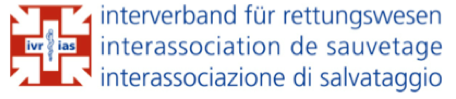 ivr ias
interverband für rettungswesen
interassociation de sauvetage
interassociazione di salvataggio